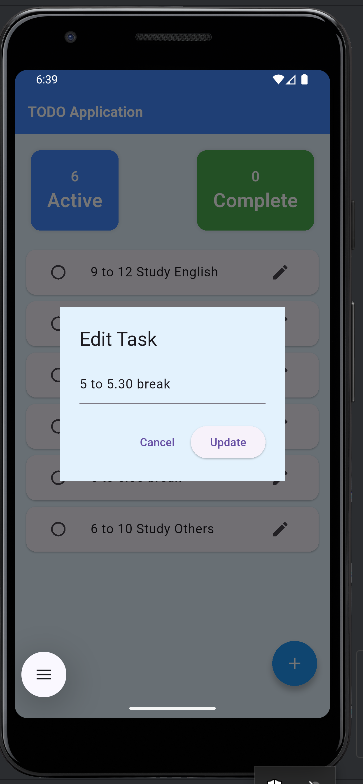 6:39
TODO Application
6
Active
0
Complete
9 to 12 Study English
Edit Task
5 to 5.30 break
Cancel
Update
6 to 10 Study Others